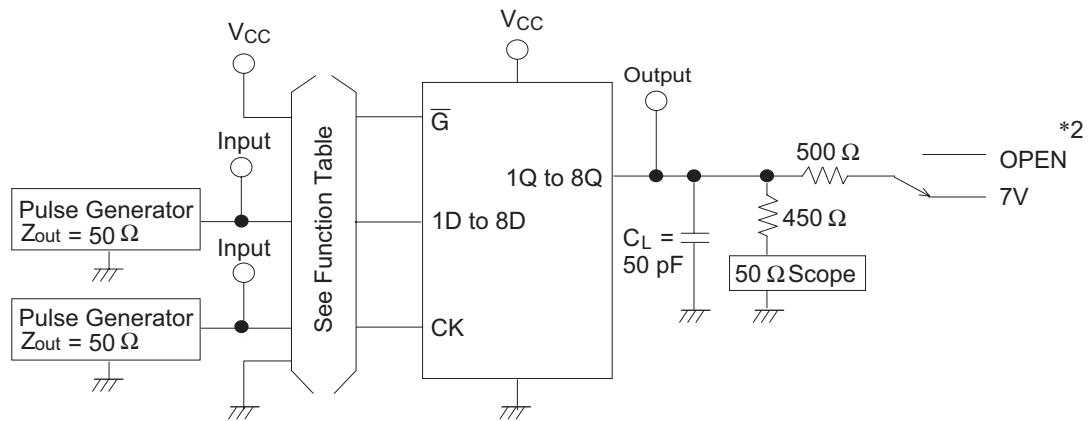 VCC
VCC
Output
*2
G
Input
500 Ω
OPEN
See Function Table
1Q to 8Q
7V
Pulse Generator
Zout = 50 Ω
1D to 8D
450 Ω
CL =
50 pF
Input
50 Ω Scope
Pulse Generator
Zout = 50 Ω
CK